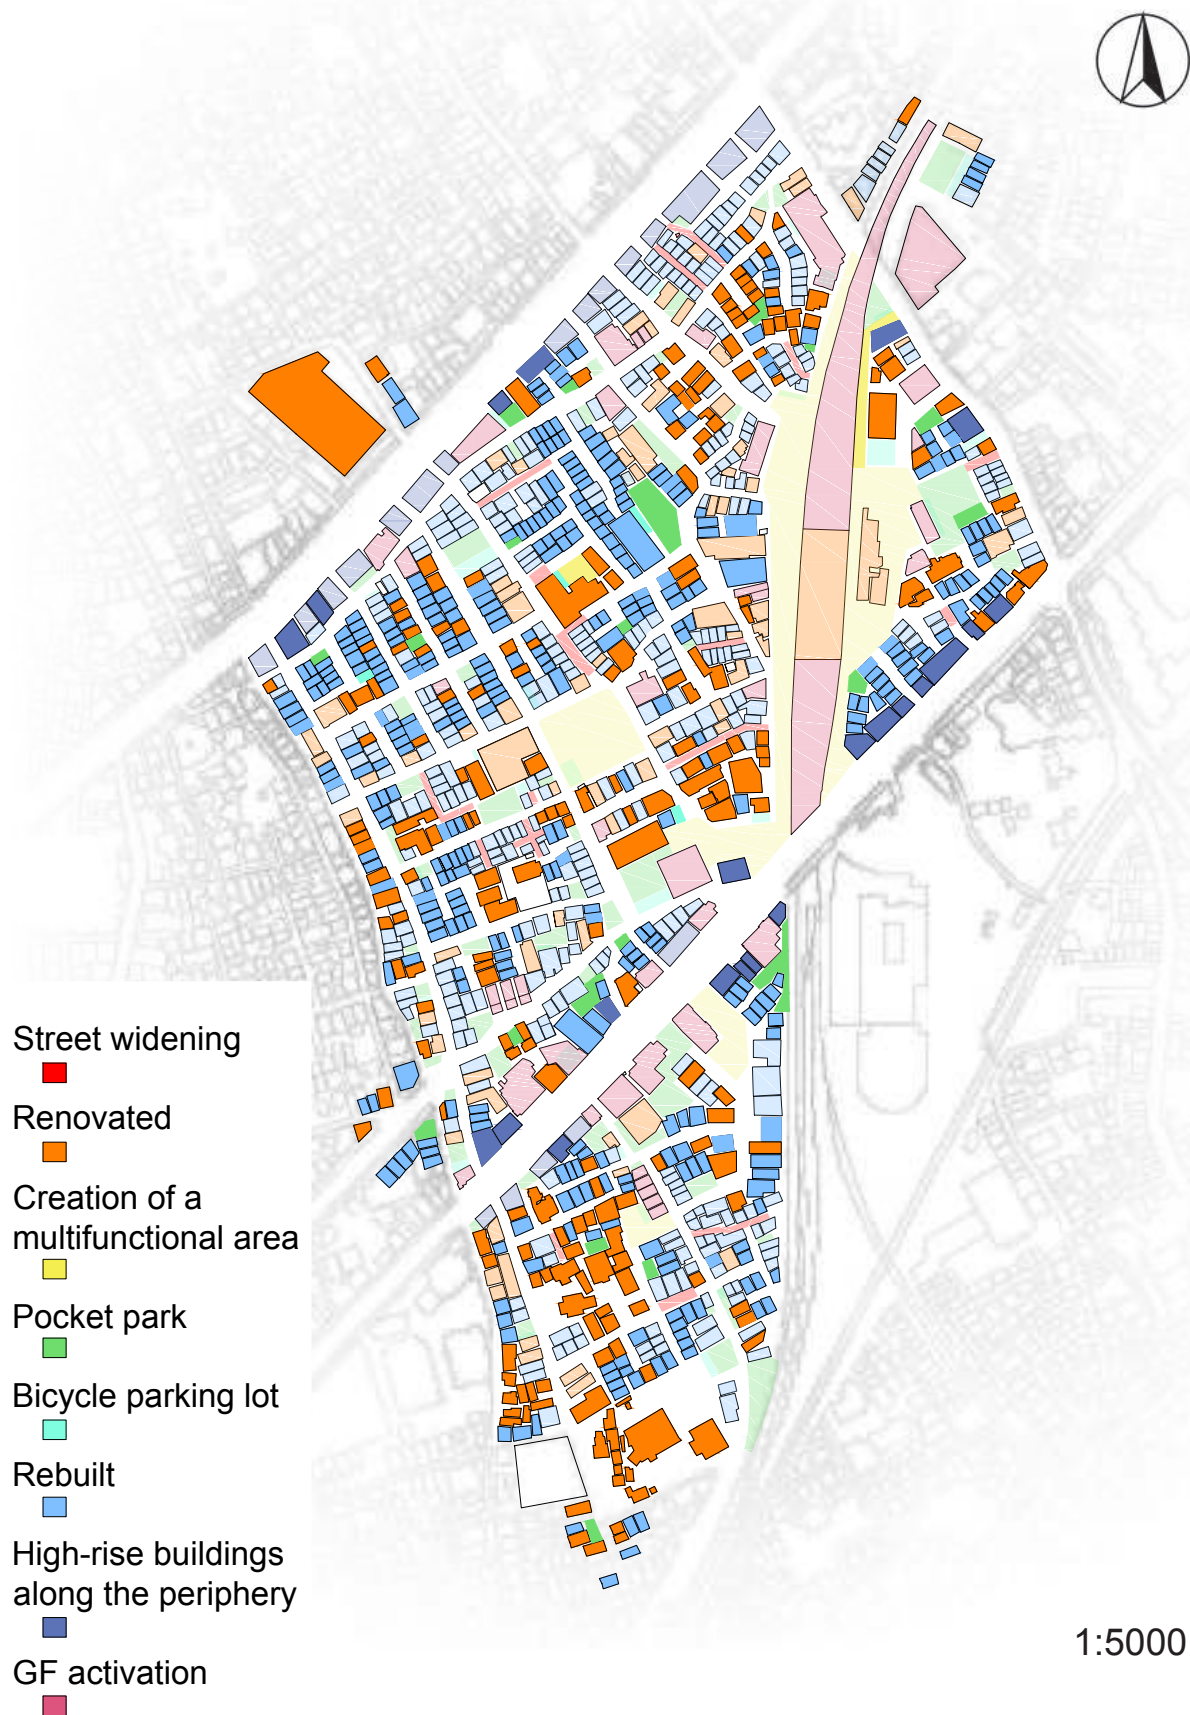 Street widening
Renovated
Creation of a
multifunctional area
Pocket park
Bicycle parking lot
Rebuilt
High-rise buildings
along the periphery
GF activation
1:5000